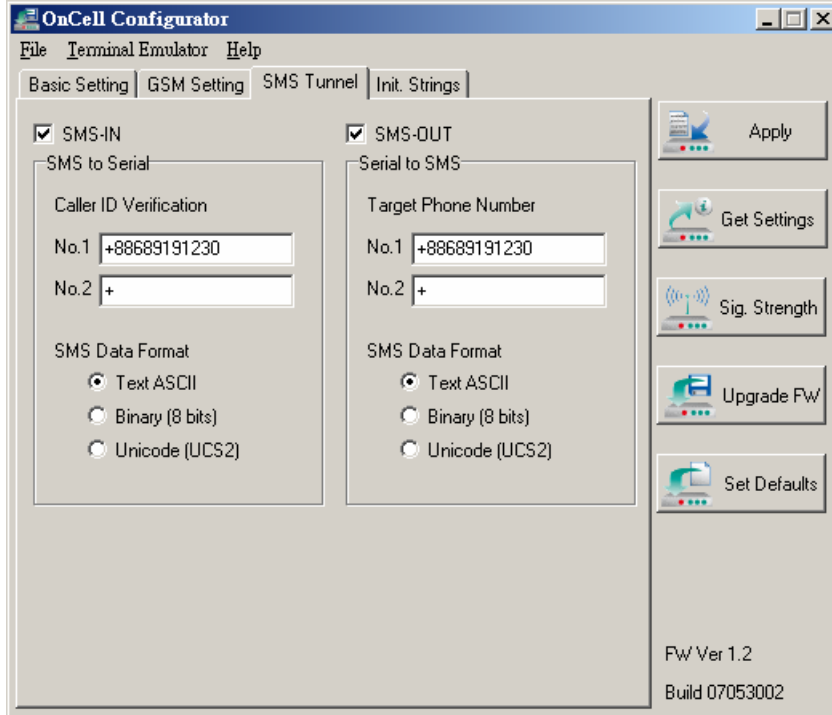 OnCell Configurator
File Terminal Emulator Help
Basic Setting GSM Setting SMS Tunnel Init. Strings
SMS-IN
SMS to Serial
Caller ID Verification
No.1 +88689191230
No.2 +
SMS Data Format
Text ASCII
Binary (8 bits)
Unicode (UCS2)
SMS-OUT
Serial to SMS
Target Phone Number
No.1 +88689191230
No.2 +
SMS Data Format
Text ASCII
Binary (8 bits)
Unicode (UCS2)
Apply
Get Settings
Sig. Strength
Upgrade FW
Set Defaults
FW Ver 1.2
Build 07053002